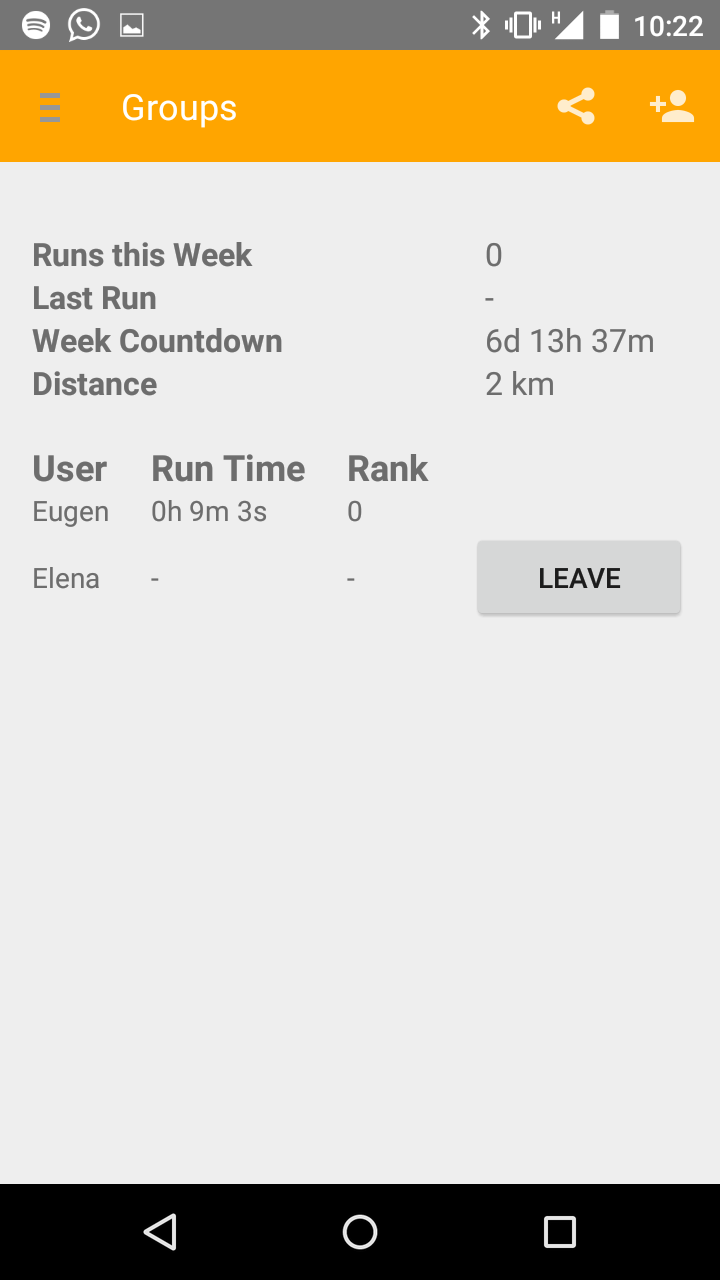 H 10:22
Groups
Runs this Week 0
Last Run -
Week Countdown 6d 13h 37m
Distance 2 km
User Run Time Rank
Eugen 0h 9m 3s 0
Elena - - LEAVE